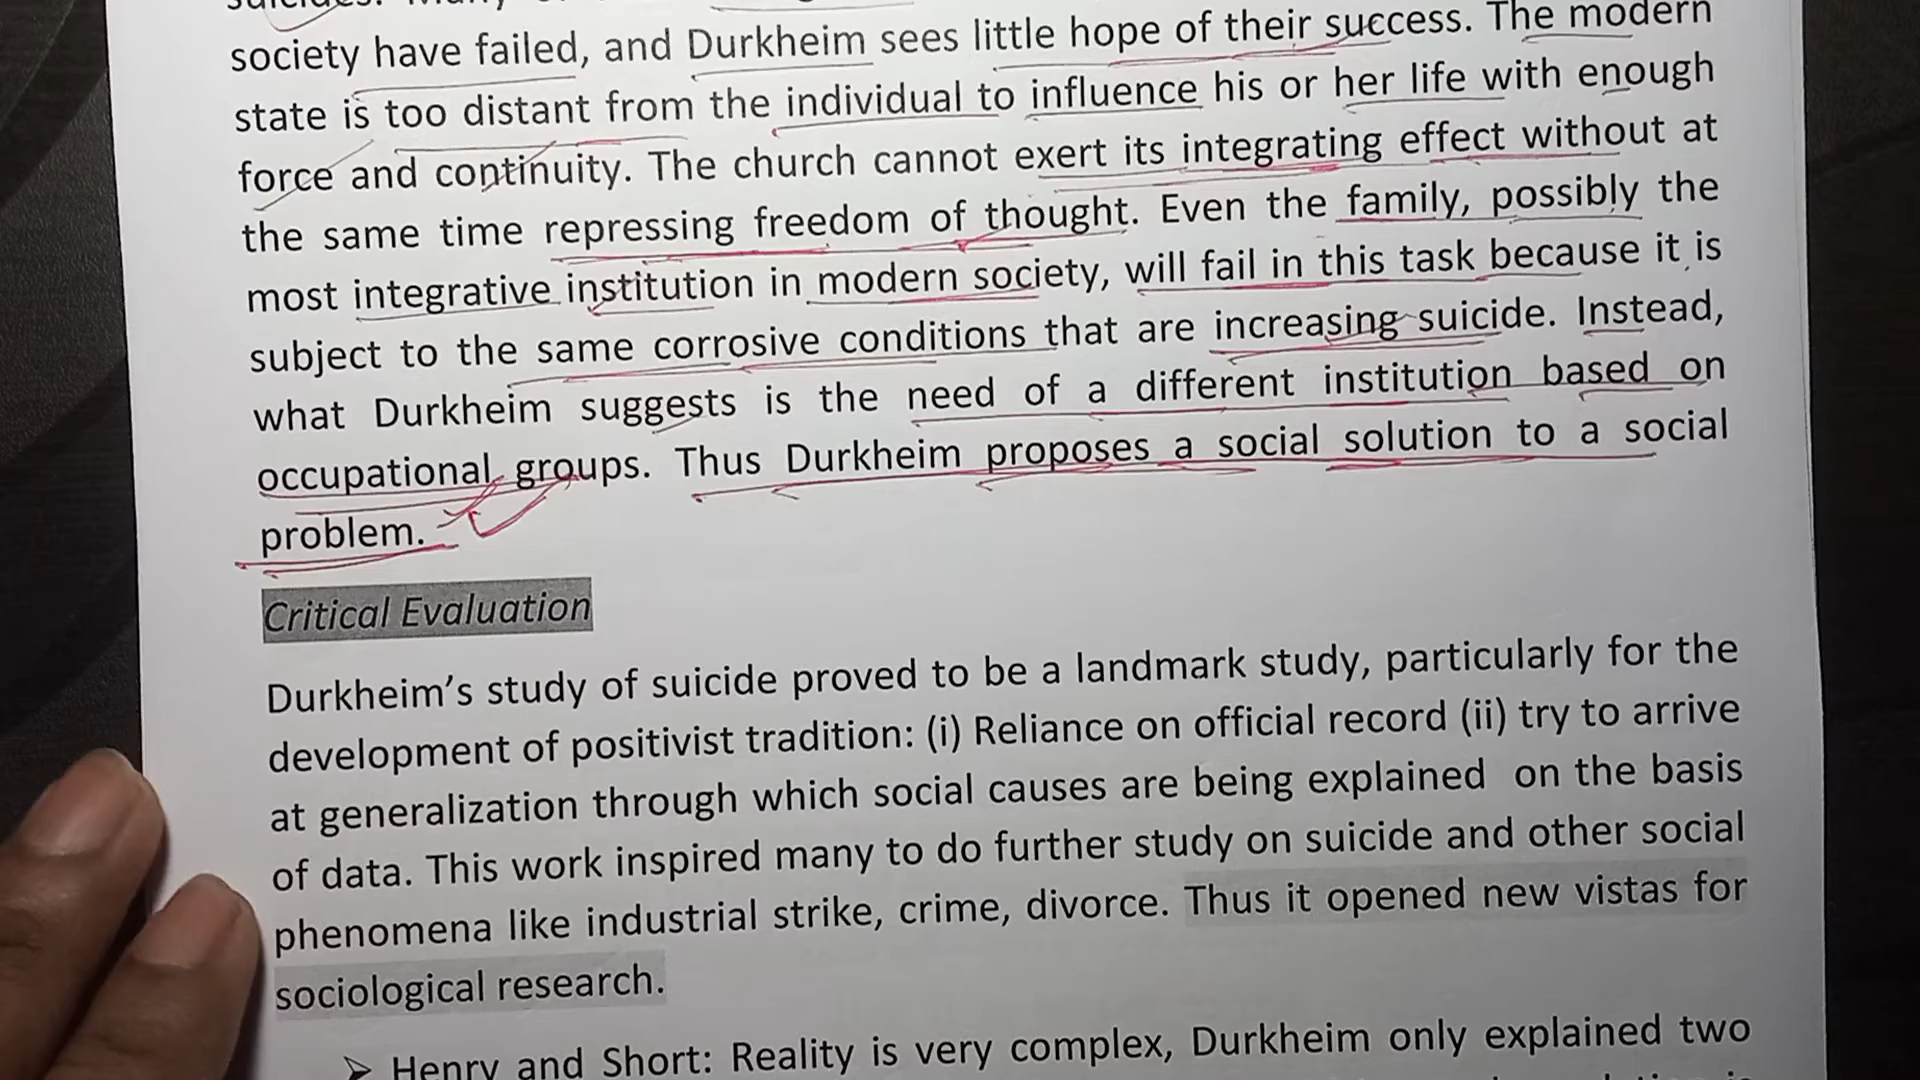 society have failed, and Durkheim sees little hope of their success. The modern
state is too distant from the individual to influence his or her life with enough
force and continuity. The church cannot exert its integrating effect without at
the same time repressing freedom of thought. Even the family, possibly the
most integrative institution in modern society, will fail in this task because it is
subject to the same corrosive conditions that are increasing suicide. Instead,
what Durkheim suggests is the need of a different institution based on
occupational groups. Thus Durkheim proposes a social solution to a social
problem.
Critical Evaluation
Durkheim's study of suicide proved to be a landmark study, particularly for the
development of positivist tradition: (i) Reliance on official record (ii) try to arrive
at generalization through which social causes are being explained on the basis
of data. This work inspired many to do further study on suicide and other social
phenomena like industrial strike, crime, divorce. Thus it opened new vistas for
sociological research.
➢ Henry and Short: Reality is very complex, Durkheim only explained two